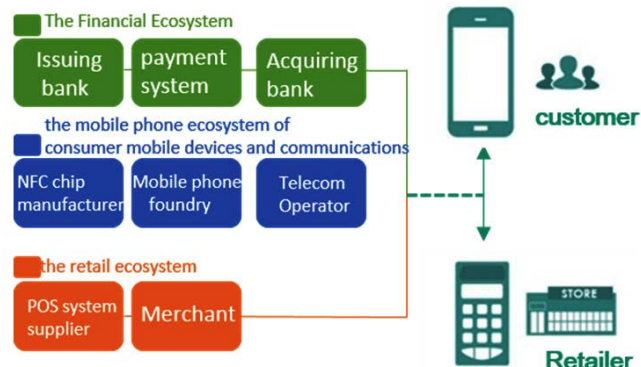 The Financial Ecosystem
Issuing
bank
payment
system
Acquiring
bank
the mobile phone ecosystem of
consumer mobile devices and communications
NFC chip
manufacturer
Mobile phone
foundry
Telecom
Operator
the retail ecosystem
POS system
supplier
Merchant
customer
STORE
Retailer